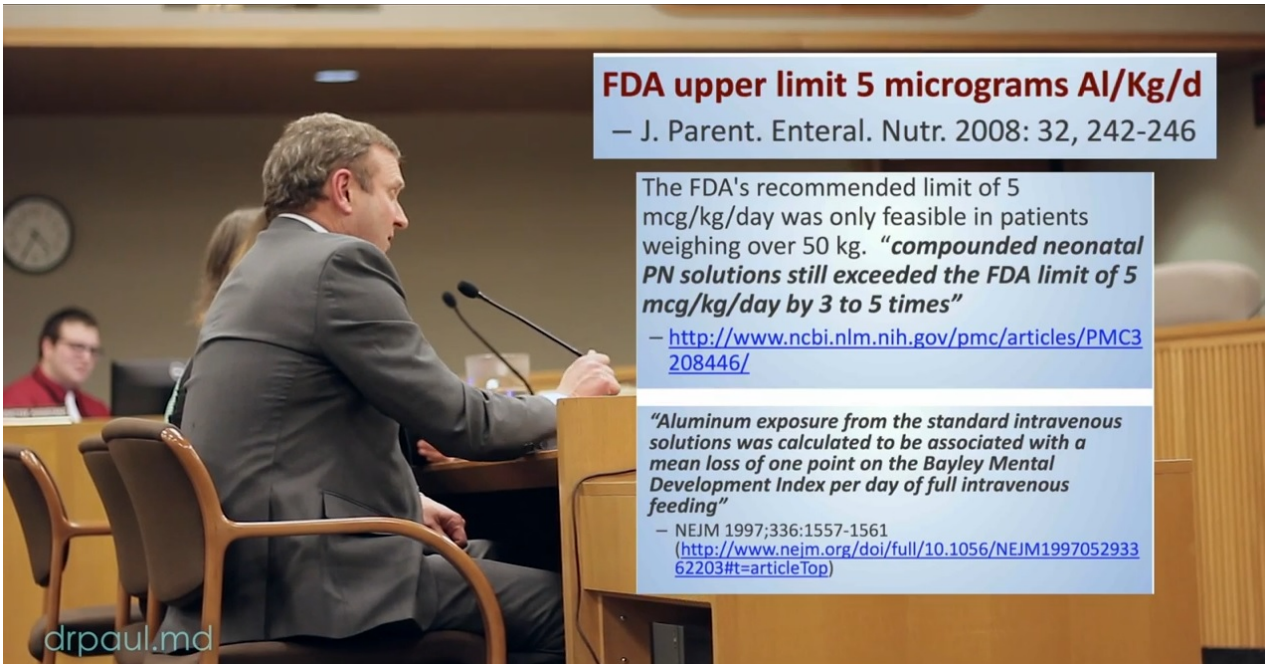 FDA upper limit 5 micrograms Al/Kg/d
– J. Parent. Enteral. Nutr. 2008: 32, 242-246
The FDA's recommended limit of 5
mcg/kg/day was only feasible in patients
weighing over 50 kg.  “compounded neonatal
PN solutions still exceeded the FDA limit of 5
mcg/kg/day by 3 to 5 times”
– http://www.ncbi.nlm.nih.gov/pmc/articles/PMC3
208446/
“Aluminum exposure from the standard intravenous
solutions was calculated to be associated with a
mean loss of one point on the Bayley Mental
Development Index per day of full intravenous
feeding”
– NEJM 1997;336:1557-1561
(http://www.nejm.org/doi/full/10.1056/NEJM1997052933
62203#t=articleTop)
drpaul.md